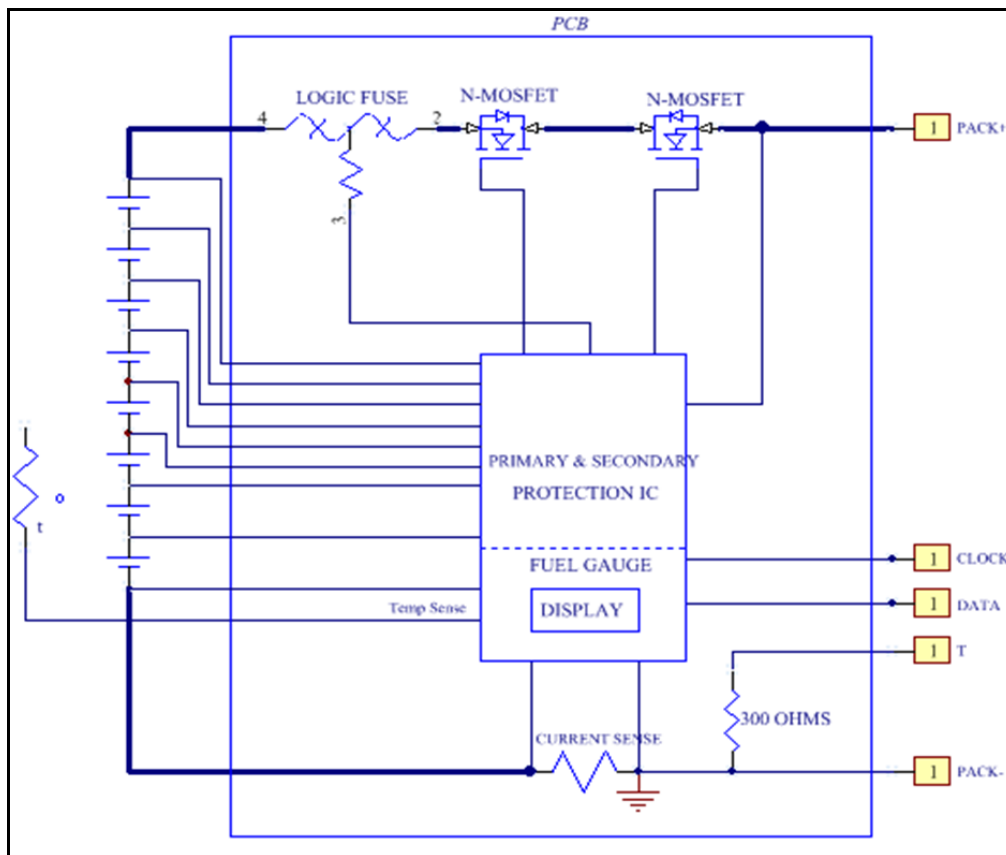 PCB
LOGIC FUSE
N-MOSFET
N-MOSFET
4
2
1
PACK+
3
PRIMARY & SECONDARY
PROTECTION IC
o
t
FUEL GAUGE
1
CLOCK
DISPLAY
Temp Sense
1
DATA
1
T
300 OHMS
CURRENT SENSE
1
PACK-